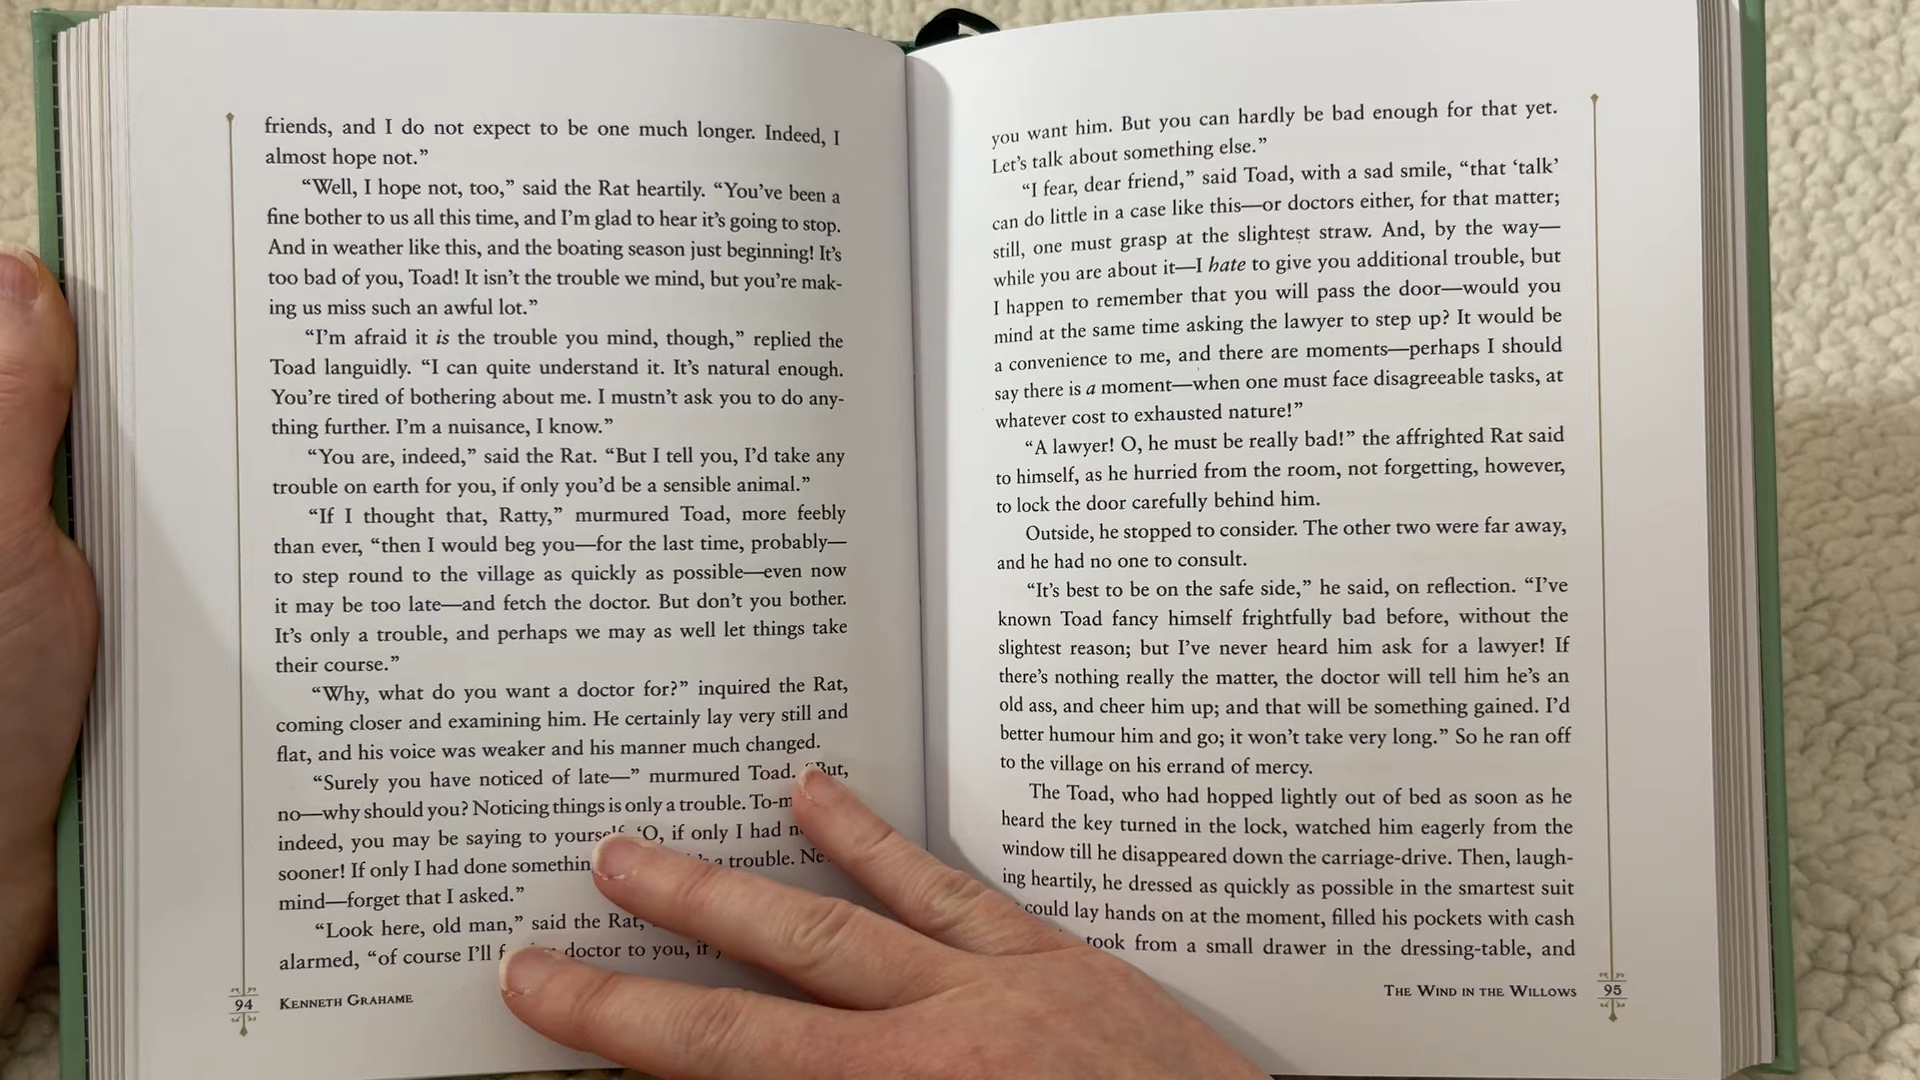 friends, and I do not expect to be one much longer. Indeed, I
almost hope not.”
“Well, I hope not, too,” said the Rat heartily. “You’ve been a
fine bother to us all this time, and I’m glad to hear it’s going to stop.
And in weather like this, and the boating season just beginning! It’s
too bad of you, Toad! It isn’t the trouble we mind, but you’re mak-
ing us miss such an awful lot.”
“I’m afraid it is the trouble you mind, though,” replied the
Toad languidly. “I can quite understand it. It’s natural enough.
You’re tired of bothering about me. I mustn’t ask you to do any-
thing further. I’m a nuisance, I know.”
“You are, indeed,” said the Rat. “But I tell you, I’d take any
trouble on earth for you, if only you’d be a sensible animal.”
“If I thought that, Ratty,” murmured Toad, more feebly
than ever, “then I would beg you—for the last time, probably—
to step round to the village as quickly as possible—even now
it may be too late—and fetch the doctor. But don’t you bother.
It’s only a trouble, and perhaps we may as well let things take
their course.”
“Why, what do you want a doctor for?” inquired the Rat,
coming closer and examining him. He certainly lay very still and
flat, and his voice was weaker and his manner much changed.
“Surely you have noticed of late—” murmured Toad. “But,
no—why should you? Noticing things is only a trouble.
indeed, you may be saying to yourself, ‘O, if only I had
sooner! If only I had done a trouble.
mind—forget that I asked.”
“Look here, old man,” said the Rat,
alarmed, “of course I’ll doctor to you, if
94 Kenneth Grahame
you want him. But you can hardly be bad enough for that yet.
Let’s talk about something else.”
“I fear, dear friend,” said Toad, with a sad smile, “that ‘talk’
can do little in a case like this—or doctors either, for that matter;
still, one must grasp at the slightest straw. And, by the way—
while you are about it—I hate to give you additional trouble, but
I happen to remember that you will pass the door—would you
mind at the same time asking the lawyer to step up? It would be
a convenience to me, and there are moments—perhaps I should
say there is a moment—when one must face disagreeable tasks, at
whatever cost to exhausted nature!”
“A lawyer! O, he must be really bad!” the affrighted Rat said
to himself, as he hurried from the room, not forgetting, however,
to lock the door carefully behind him.
Outside, he stopped to consider. The other two were far away,
and he had no one to consult.
“It’s best to be on the safe side,” he said, on reflection. “I’ve
known Toad fancy himself frightfully bad before, without the
slightest reason; but I’ve never heard him ask for a lawyer! If
there’s nothing really the matter, the doctor will tell him he’s an
old ass, and cheer him up; and that will be something gained. I’d
better humour him and go; it won’t take very long.” So he ran off
to the village on his errand of mercy.
The Toad, who had hopped lightly out of bed as soon as he
heard the key turned in the lock, watched him eagerly from the
window till he disappeared down the carriage-drive. Then, laugh-
ing heartily, he dressed as quickly as possible in the smartest suit
could lay hands on at the moment, filled his pockets with cash
took from a small drawer in the dressing-table, and
The Wind in the Willows 95